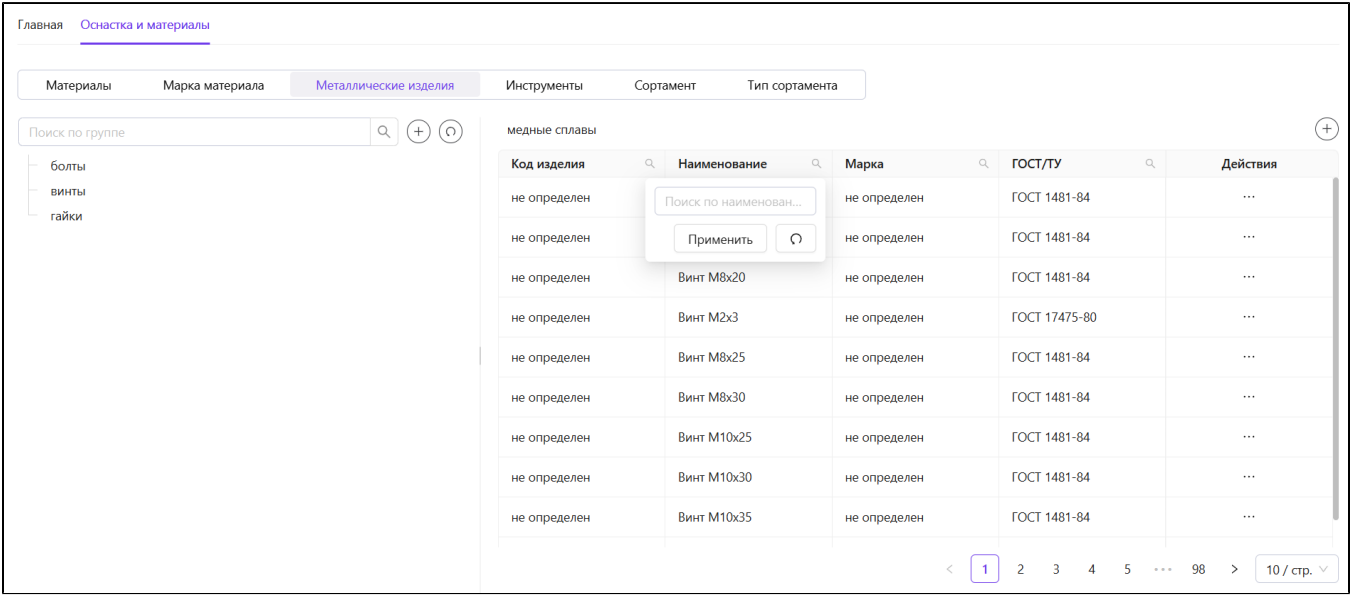 Главная Оснастка и материалы
Материалы Марка материала Металлические изделия Инструменты Сортамент Тип сортамента
Поиск по группе
болты
винты
гайки
медные сплавы
Код изделия Наименование Марка ГОСТ/ТУ Действия
не определен не определен ГОСТ 1481-84 ...
Поиск по наименован...
не определен не определен ГОСТ 1481-84 ...
Применить
не определен Винт М8х20 не определен ГОСТ 1481-84 ...
не определен Винт М2х3 не определен ГОСТ 17475-80 ...
не определен Винт М8х25 не определен ГОСТ 1481-84 ...
не определен Винт М8х30 не определен ГОСТ 1481-84 ...
не определен Винт М10х25 не определен ГОСТ 1481-84 ...
не определен Винт М10х30 не определен ГОСТ 1481-84 ...
не определен Винт М10х35 не определен ГОСТ 1481-84 ...
< 1 2 3 4 5 ... 98 > 10 / стр.